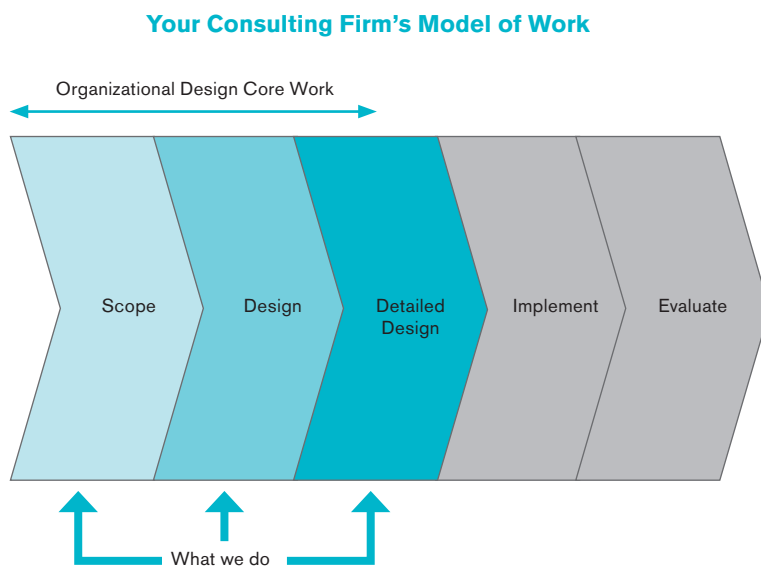 Your Consulting Firm's Model of Work
Organizational Design Core Work
Scope
Design
Detailed
Design
Implement
Evaluate
What we do